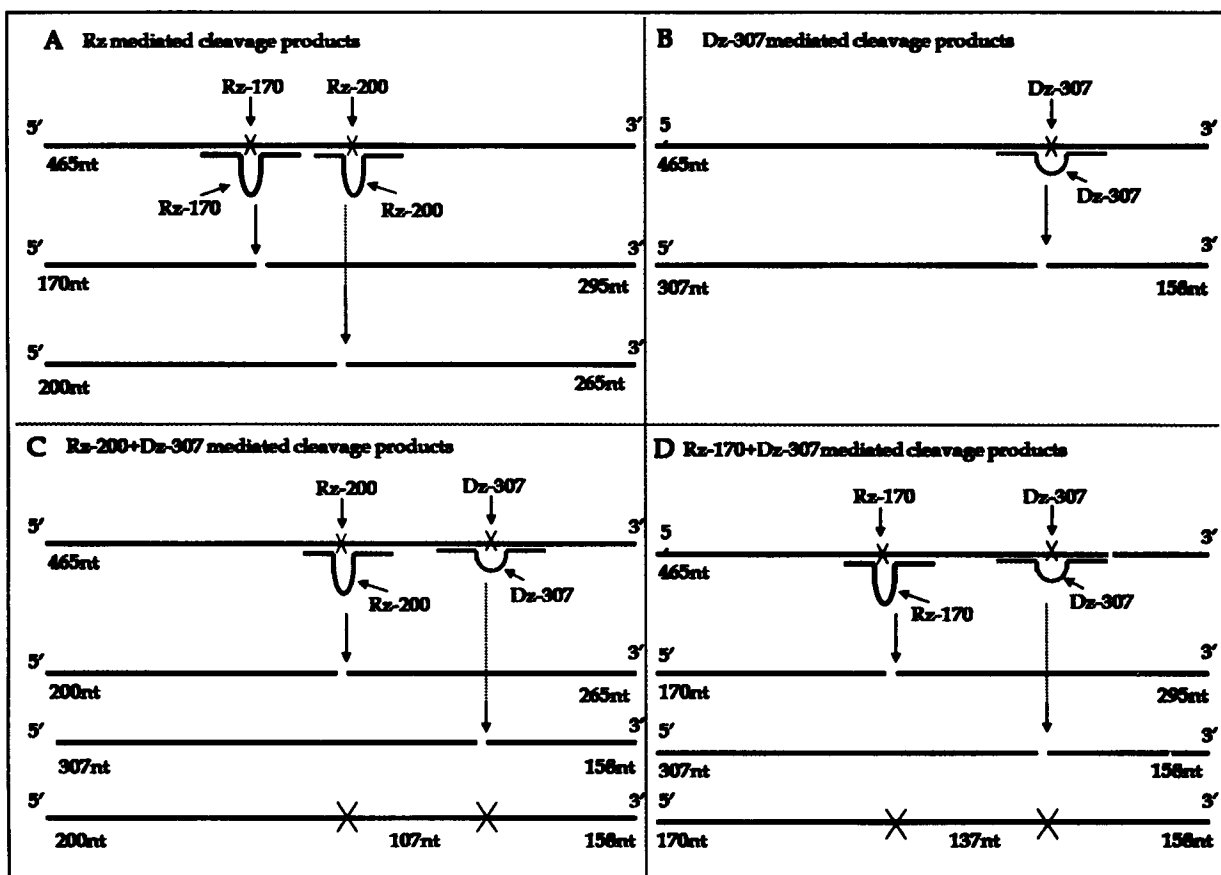 A Rz mediated cleavage products
Rz-170 Rz-200
5′ 3′
465nt
Rz-170 Rz-200
5′ 3′
170nt 295nt
5′ 3′
200nt 265nt
B Dz-307 mediated cleavage products
Dz-307
5 3′
465nt
Dz-307
5′ 3′
307nt 158nt
C Rz-200+Dz-307 mediated cleavage products
Rz-200 Dz-307
5′ 3′
465nt
Rz-200 Dz-307
5′ 3′
200nt 265nt
5′ 3′
307nt 158nt
5′ 3′
200nt 107nt 158nt
D Rz-170+Dz-307 mediated cleavage products
Rz-170 Dz-307
5 3′
465nt
Rz-170 Dz-307
5′ 3′
170nt 295nt
5′ 3′
307nt 158nt
5′ 3′
170nt 137nt 158nt